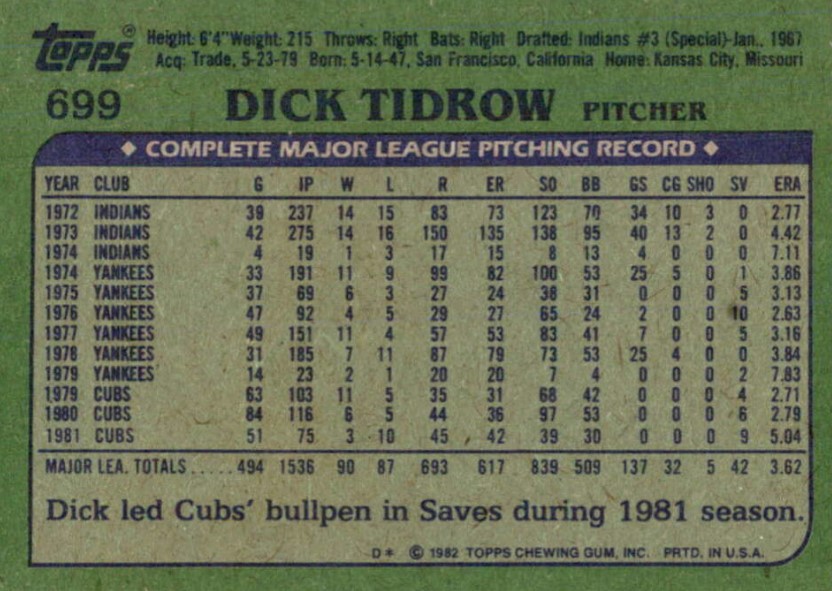 Topps® Height: 6'4" Weight: 215 Throws: Right Bats: Right Drafted: Indians #3 (Special)-Jan., 1967
Acq: Trade, 5-23-79 Born: 5-14-47, San Francisco, California Home: Kansas City, Missouri
699 DICK TIDROW PITCHER
◆ COMPLETE MAJOR LEAGUE PITCHING RECORD ◆
YEAR CLUB G IP W L R ER SO BB GS CG SHO SV ERA
1972 INDIANS 39 237 14 15 83 73 123 70 34 10 3 0 2.77
1973 INDIANS 42 275 14 16 150 135 138 95 40 13 2 0 4.42
1974 INDIANS 4 19 1 3 17 15 8 13 4 0 0 0 7.11
1974 YANKEES 33 191 11 9 99 82 100 53 25 5 0 1 3.86
1975 YANKEES 37 69 6 3 27 24 38 31 0 0 0 5 3.13
1976 YANKEES 47 92 4 5 29 27 65 24 2 0 0 10 2.63
1977 YANKEES 49 151 11 4 57 53 83 41 7 0 0 5 3.16
1978 YANKEES 31 185 7 11 87 79 73 53 25 4 0 0 3.84
1979 YANKEES 14 23 2 1 20 20 7 4 0 0 0 2 7.83
1979 CUBS 63 103 11 5 35 31 68 42 0 0 0 4 2.71
1980 CUBS 84 116 6 5 44 36 97 53 0 0 0 6 2.79
1981 CUBS 51 75 3 10 45 42 39 30 0 0 0 9 5.04
MAJOR LEA. TOTALS.....494 1536 90 87 693 617 839 509 137 32 5 42 3.62
Dick led Cubs' bullpen in Saves during 1981 season.
D* © 1982 TOPPS CHEWING GUM, INC. PRTD. IN U.S.A.